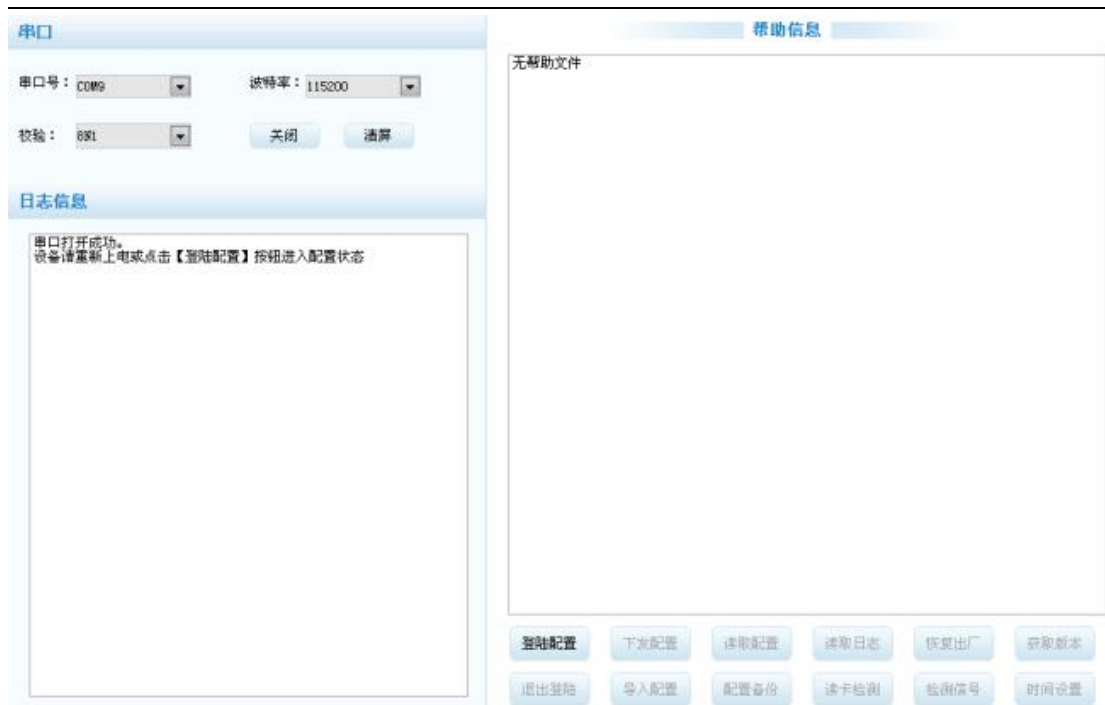 串口
串口号： COM9 波特率： 115200
校验： 8N1 关闭 清屏
日志信息
串口打开成功。
设备请重新上电或点击【登陆配置】按钮进入配置状态
帮助信息
无帮助文件
登陆配置 下发配置 读取配置 读取日志 恢复出厂 获取版本
退出登陆 导入配置 配置备份 读卡检测 检测信号 时间设置